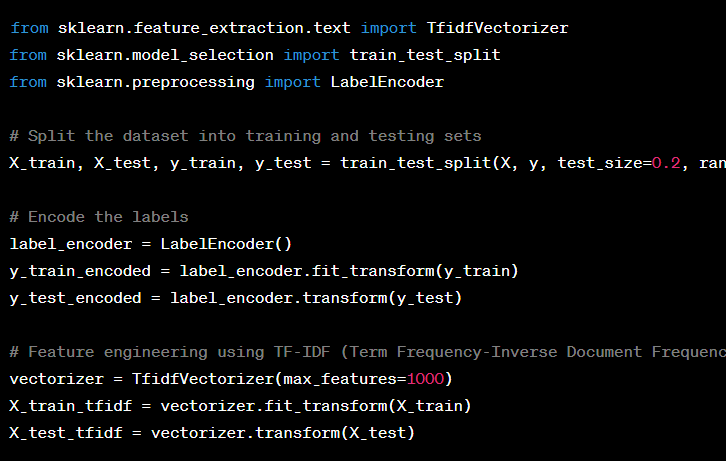 from sklearn.feature_extraction.text import TfidfVectorizer
from sklearn.model_selection import train_test_split
from sklearn.preprocessing import LabelEncoder
# Split the dataset into training and testing sets
X_train, X_test, y_train, y_test = train_test_split(X, y, test_size=0.2, ran
# Encode the labels
label_encoder = LabelEncoder()
y_train_encoded = label_encoder.fit_transform(y_train)
y_test_encoded = label_encoder.transform(y_test)
# Feature engineering using TF-IDF (Term Frequency-Inverse Document Frequenc
vectorizer = TfidfVectorizer(max_features=1000)
X_train_tfidf = vectorizer.fit_transform(X_train)
X_test_tfidf = vectorizer.transform(X_test)